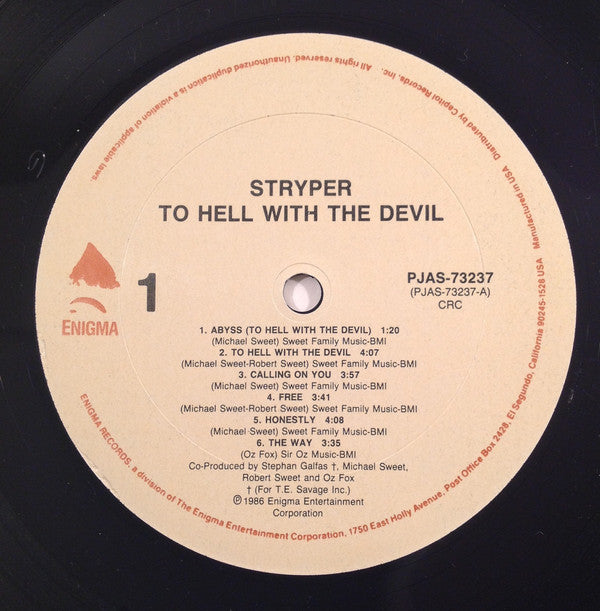 STRYPER
TO HELL WITH THE DEVIL
ENIGMA
1
PJAS-73237
(PJAS-73237-A)
CRC
1. ABYSS (TO HELL WITH THE DEVIL) 1:20
(Michael Sweet) Sweet Family Music-BMI
2. TO HELL WITH THE DEVIL 4:07
(Michael Sweet-Robert Sweet) Sweet Family Music-BMI
3. CALLING ON YOU 3:57
(Michael Sweet) Sweet Family Music-BMI
4. FREE 3:41
(Michael Sweet-Robert Sweet) Sweet Family Music-BMI
5. HONESTLY 4:08
(Michael Sweet) Sweet Family Music-BMI
6. THE WAY 3:35
(Oz Fox) Sir Oz Music-BMI
Co-Produced by Stephan Galfas †, Michael Sweet,
Robert Sweet and Oz Fox
† (For T.E. Savage Inc.)
℗1986 Enigma Entertainment
Corporation
ENIGMA RECORDS, a division of The Enigma Entertainment Corporation, 1750 East Holly Avenue, Post Office Box 2428, El Segundo, California 90245-1528 USA Manufactured in USA Distributed by Capitol Records, Inc. All rights reserved. Unauthorized duplication is a violation of applicable laws.